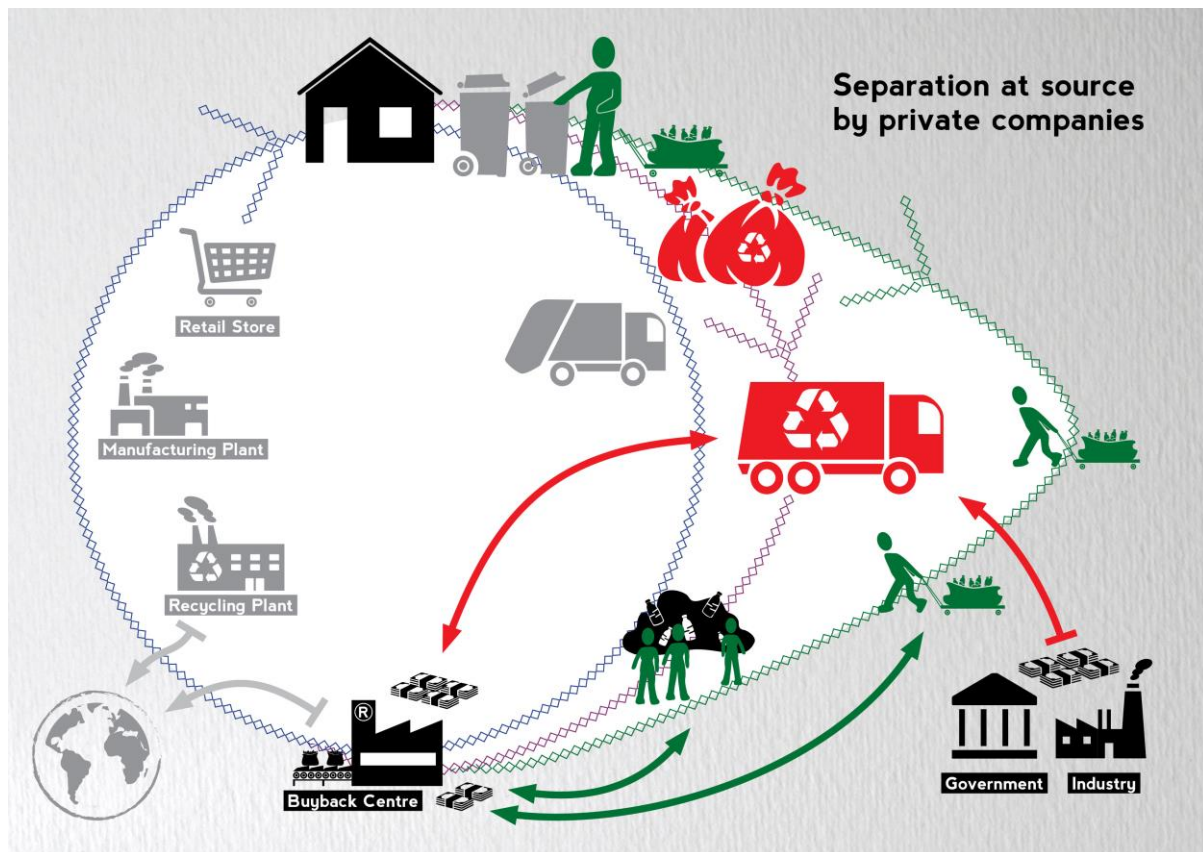 Separation at source
by private companies
Retail Store
Manufacturing Plant
Recycling Plant
R
Buyback Centre
Government
Industry